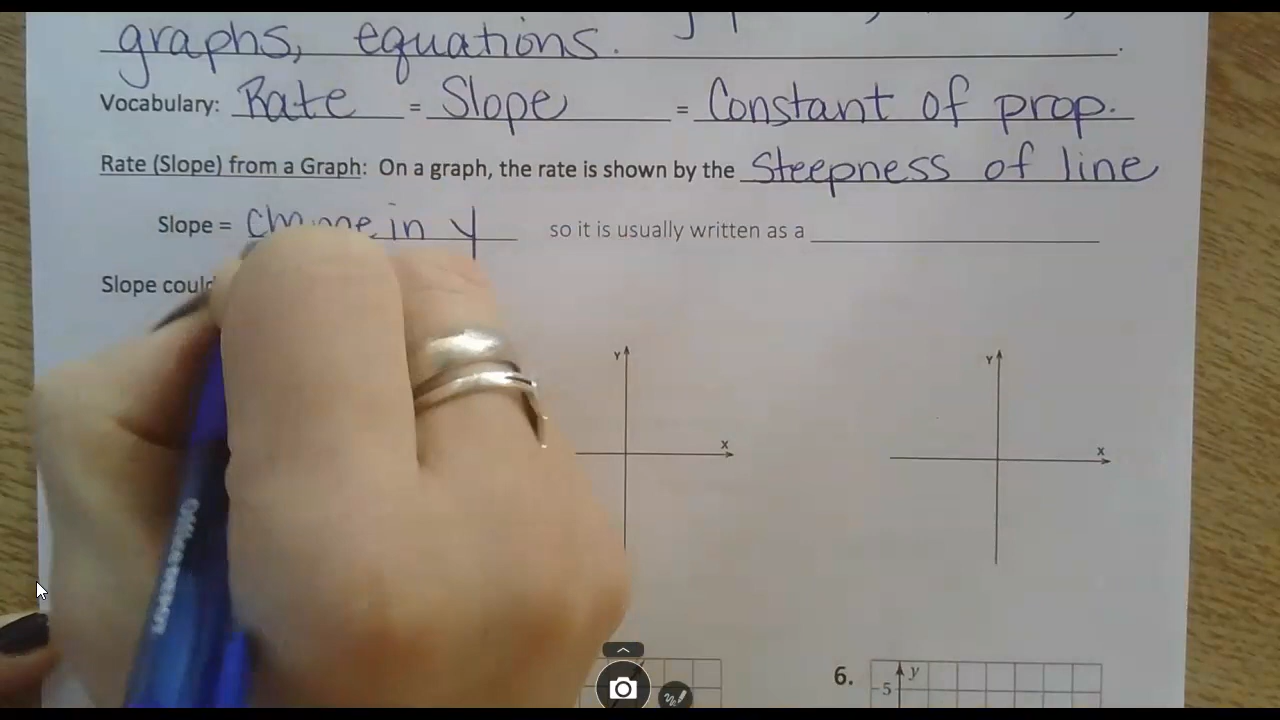 graphs, equations.
Vocabulary: Rate = Slope = Constant of prop.
Rate (Slope) from a Graph: On a graph, the rate is shown by the Steepness of line
Slope = change in y so it is usually written as a
Slope could
Y Y
X X
6. y
5